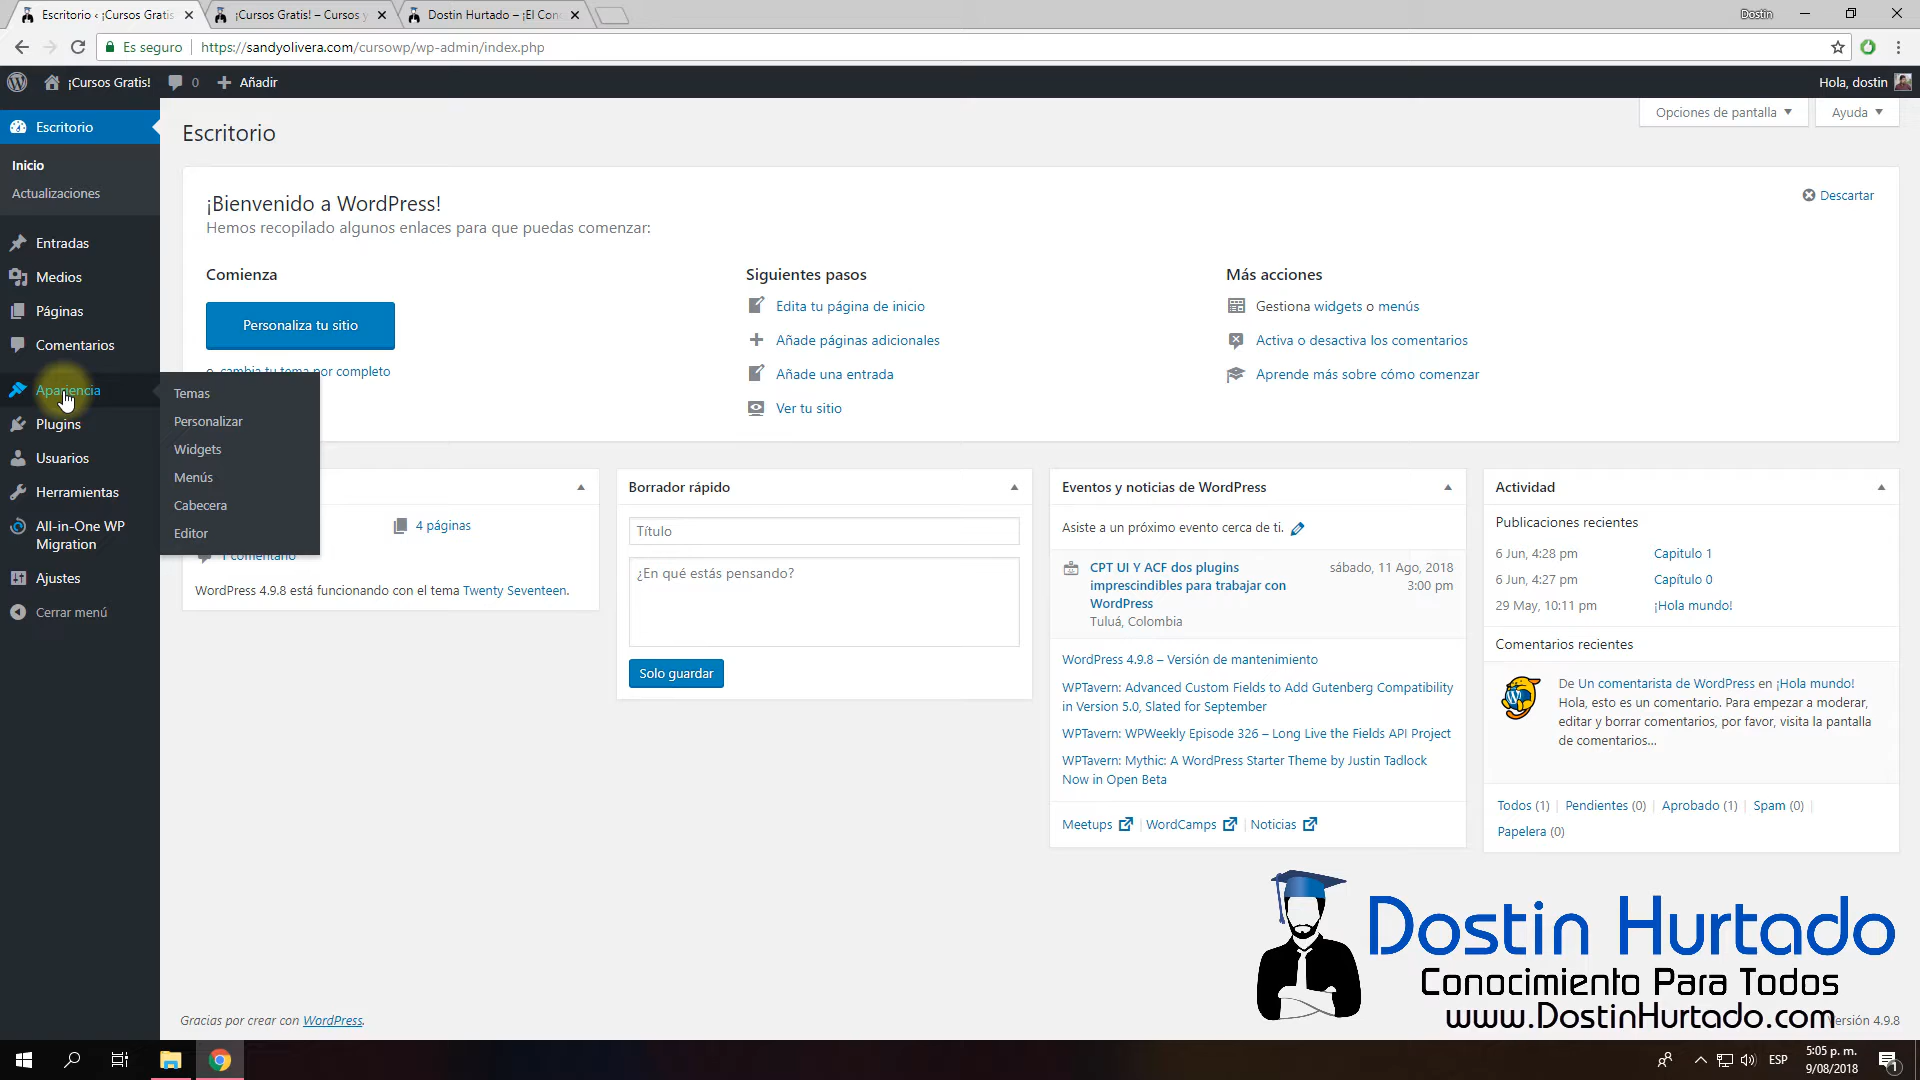 Escritorio ‹ ¡Cursos Gratis
¡Cursos Gratis! – Cursos y
Dostin Hurtado – ¡El Con
Dostin
Es seguro
https://sandyolivera.com/cursowp/wp-admin/index.php
¡Cursos Gratis!
0
Añadir
Hola, dostin
Escritorio
Inicio
Actualizaciones
Entradas
Medios
Páginas
Comentarios
Apariencia
Plugins
Usuarios
Herramientas
All-in-One WP
Migration
Ajustes
Cerrar menú
Temas
Personalizar
Widgets
Menús
Cabecera
Editor
Escritorio
Opciones de pantalla
Ayuda
¡Bienvenido a WordPress!
Hemos recopilado algunos enlaces para que puedas comenzar:
Descartar
Comienza
Personaliza tu sitio
o, cambia tu tema por completo
Siguientes pasos
Edita tu página de inicio
Añade páginas adicionales
Añade una entrada
Ver tu sitio
Más acciones
Gestiona widgets o menús
Activa o desactiva los comentarios
Aprende más sobre cómo comenzar
4 páginas
1 comentario
WordPress 4.9.8 está funcionando con el tema Twenty Seventeen.
Borrador rápido
Título
¿En qué estás pensando?
Solo guardar
Eventos y noticias de WordPress
Asiste a un próximo evento cerca de ti.
CPT UI Y ACF dos plugins
imprescindibles para trabajar con
WordPress
Tuluá, Colombia
sábado, 11 Ago, 2018
3:00 pm
WordPress 4.9.8 – Versión de mantenimiento
WPTavern: Advanced Custom Fields to Add Gutenberg Compatibility
in Version 5.0, Slated for September
WPTavern: WPWeekly Episode 326 – Long Live the Fields API Project
WPTavern: Mythic: A WordPress Starter Theme by Justin Tadlock
Now in Open Beta
Meetups | WordCamps | Noticias
Actividad
Publicaciones recientes
6 Jun, 4:28 pm Capitulo 1
6 Jun, 4:27 pm Capítulo 0
29 May, 10:11 pm ¡Hola mundo!
Comentarios recientes
De Un comentarista de WordPress en ¡Hola mundo!
Hola, esto es un comentario. Para empezar a moderar,
editar y borrar comentarios, por favor, visita la pantalla
de comentarios…
Todos (1) | Pendientes (0) | Aprobado (1) | Spam (0) |
Papelera (0)
Dostin Hurtado
Conocimiento Para Todos
www.DostinHurtado.com
Gracias por crear con WordPress.
ersión 4.9.8
ESP
5:05 p. m.
9/08/2018
1